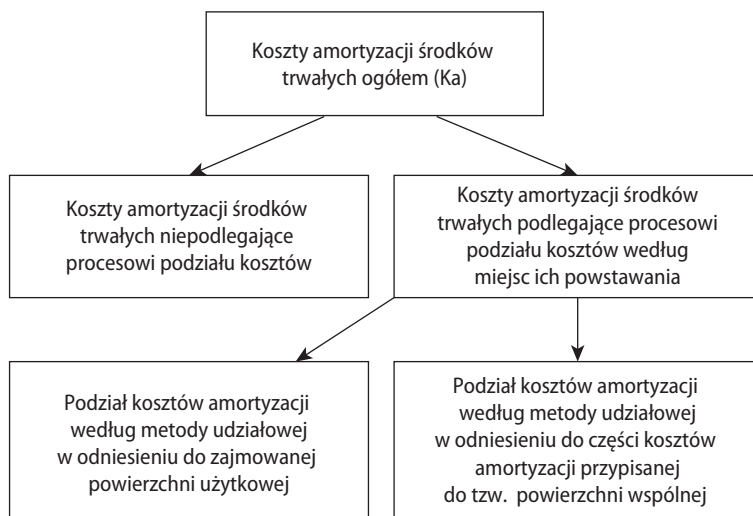 Koszty amortyzacji środków
trwałych ogółem (Ka)
Koszty amortyzacji środków
trwałych niepodlegające
procesowi podziału kosztów
Koszty amortyzacji środków
trwałych podlegające procesowi
podziału kosztów według
miejsc ich powstawania
Podział kosztów amortyzacji
według metody udziałowej
w odniesieniu do zajmowanej
powierzchni użytkowej
Podział kosztów amortyzacji
według metody udziałowej
w odniesieniu do części kosztów
amortyzacji przypisanej
do tzw. powierzchni wspólnej